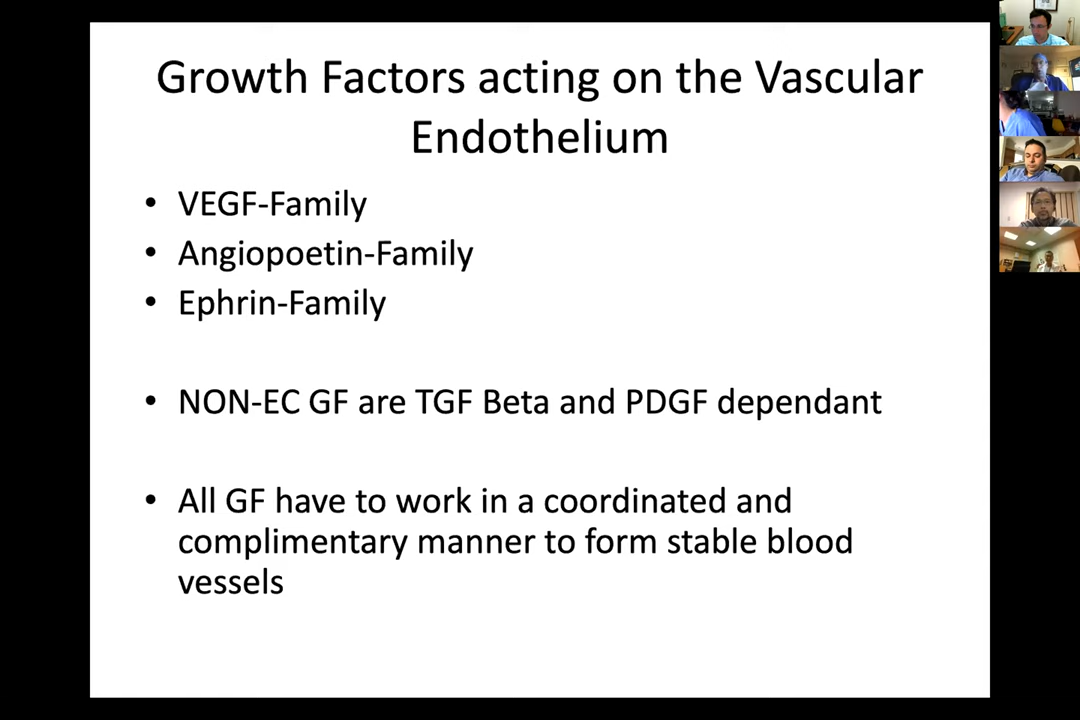 Growth Factors acting on the Vascular
Endothelium
• VEGF-Family
• Angiopoetin-Family
• Ephrin-Family
• NON-EC GF are TGF Beta and PDGF dependant
• All GF have to work in a coordinated and
complimentary manner to form stable blood
vessels